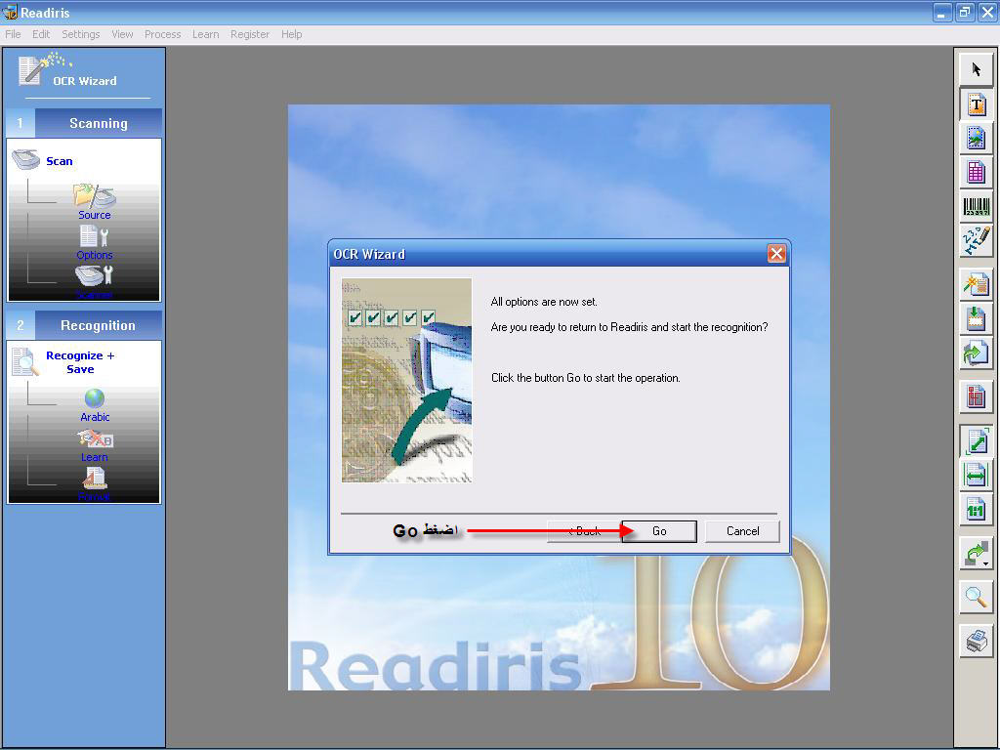 Readiris
File Edit Settings View Process Learn Register Help
OCR Wizard
1 Scanning
Scan
Source
Options
Scanner
2 Recognition
Recognize +
Save
Arabic
Learn
Format
OCR Wizard
All options are now set.
Are you ready to return to Readiris and start the recognition?
Click the button Go to start the operation.
اضغط Go
< Back Go Cancel
Readiris 10
T
1:1